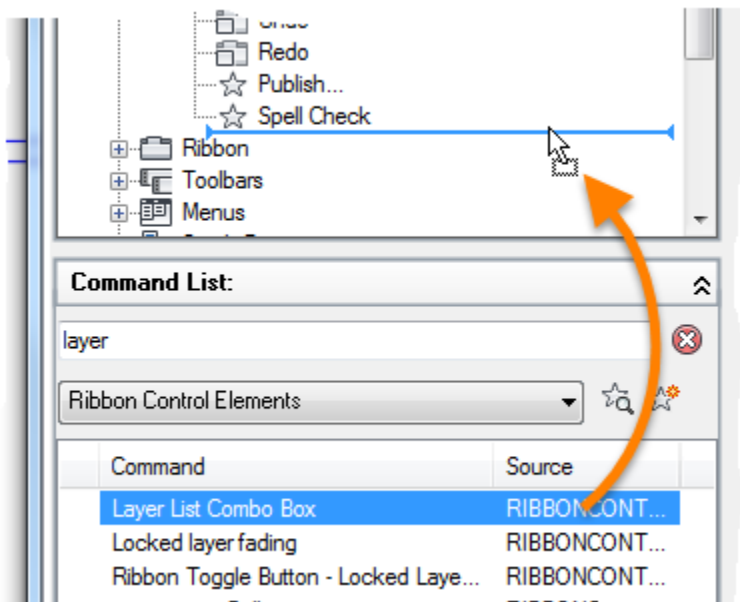 Redo
Publish...
Spell Check
Ribbon
Toolbars
Menus
Command List:
layer
Ribbon Control Elements
Command Source
Layer List Combo Box RIBBONCONT...
Locked layer fading RIBBONCONT...
Ribbon Toggle Button - Locked Laye... RIBBONCONT...